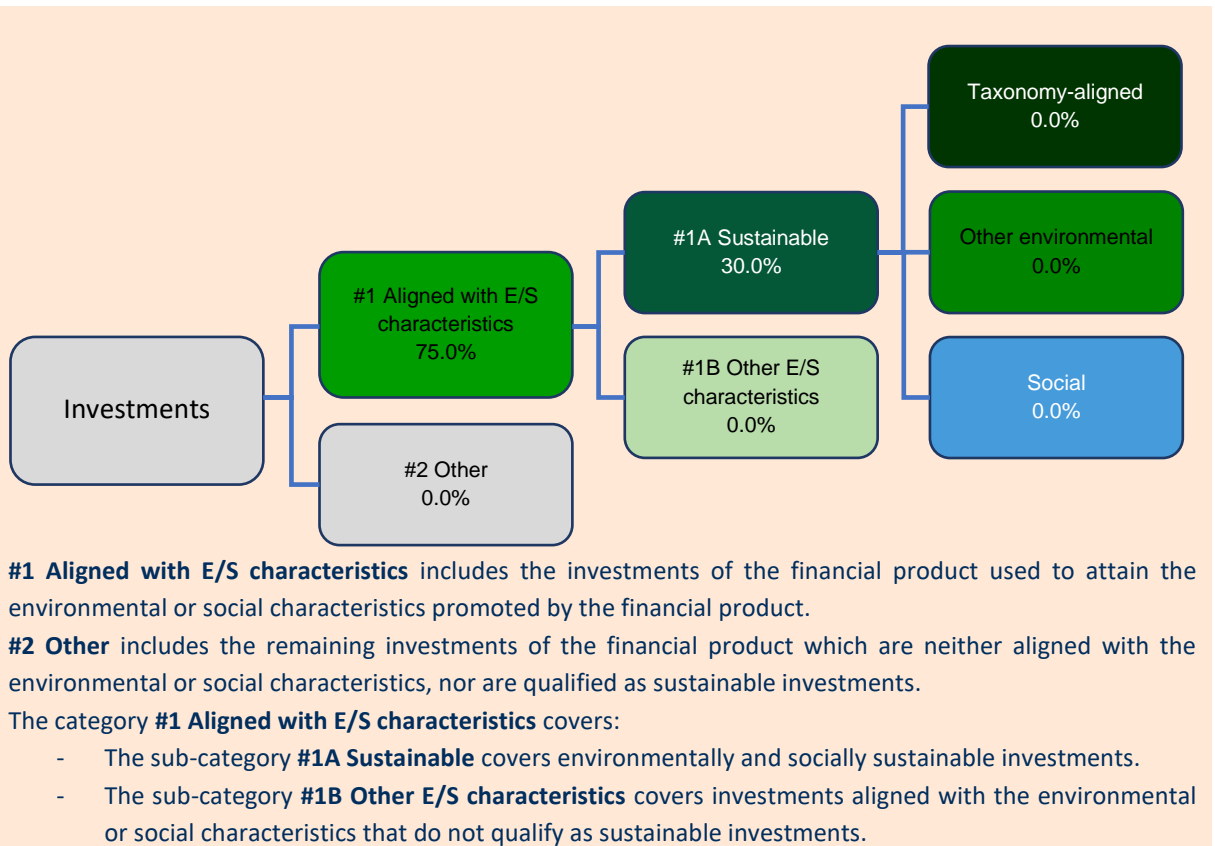 Investments
#1 Aligned with E/S
characteristics
75.0%
#2 Other
0.0%
#1A Sustainable
30.0%
#1B Other E/S
characteristics
0.0%
Taxonomy-aligned
0.0%
Other environmental
0.0%
Social
0.0%
#1 Aligned with E/S characteristics includes the investments of the financial product used to attain the
environmental or social characteristics promoted by the financial product.
#2 Other includes the remaining investments of the financial product which are neither aligned with the
environmental or social characteristics, nor are qualified as sustainable investments.
The category #1 Aligned with E/S characteristics covers:
- The sub-category #1A Sustainable covers environmentally and socially sustainable investments.
- The sub-category #1B Other E/S characteristics covers investments aligned with the environmental
or social characteristics that do not qualify as sustainable investments.